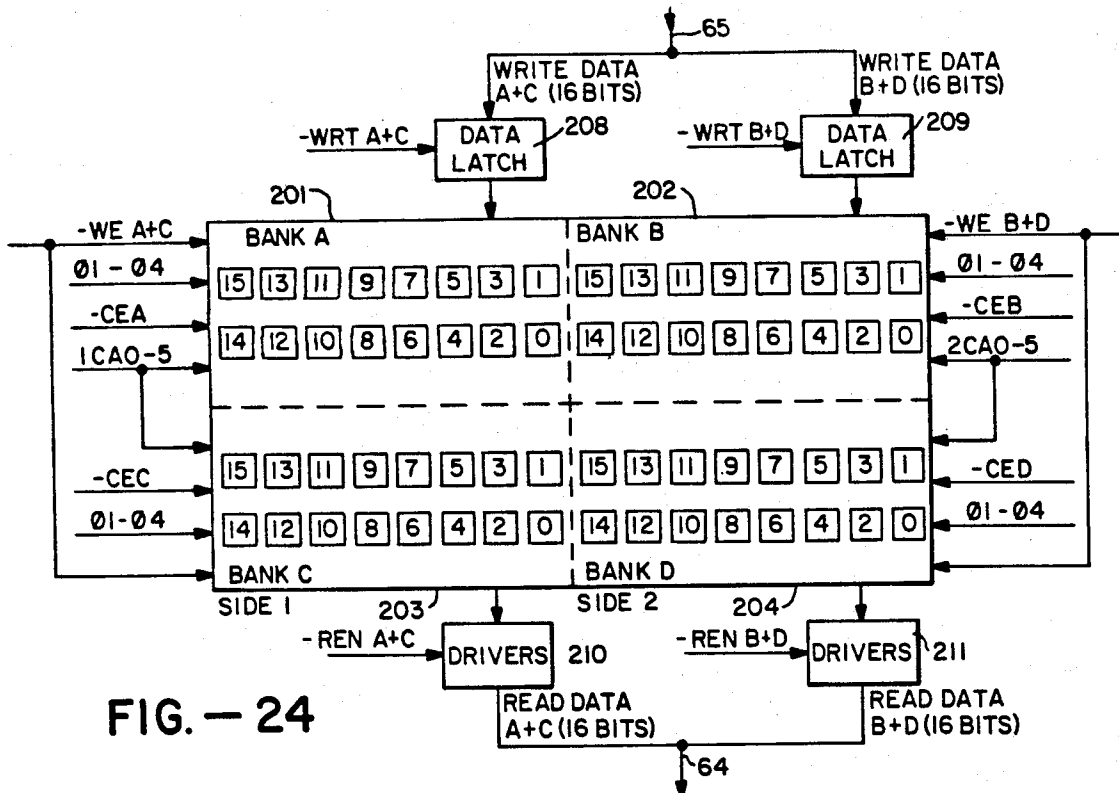 65
WRITE DATA
A+C (16 BITS)
WRITE DATA
B+D (16 BITS)
-WRT A+C
DATA
LATCH
208
-WRT B+D
DATA
LATCH
209
201
202
-WE A+C
BANK A
BANK B
-WE B+D
Ø1-Ø4
15 13 11 9 7 5 3 1
15 13 11 9 7 5 3 1
Ø1-Ø4
-CEA
-CEB
14 12 10 8 6 4 2 0
14 12 10 8 6 4 2 0
1CA0-5
2CA0-5
15 13 11 9 7 5 3 1
15 13 11 9 7 5 3 1
-CEC
-CED
Ø1-Ø4
14 12 10 8 6 4 2 0
14 12 10 8 6 4 2 0
Ø1-Ø4
BANK C
BANK D
SIDE 1
203
SIDE 2
204
-REN A+C
DRIVERS
210
-REN B+D
DRIVERS
211
READ DATA
A+C (16 BITS)
READ DATA
B+D (16 BITS)
64
FIG. - 24